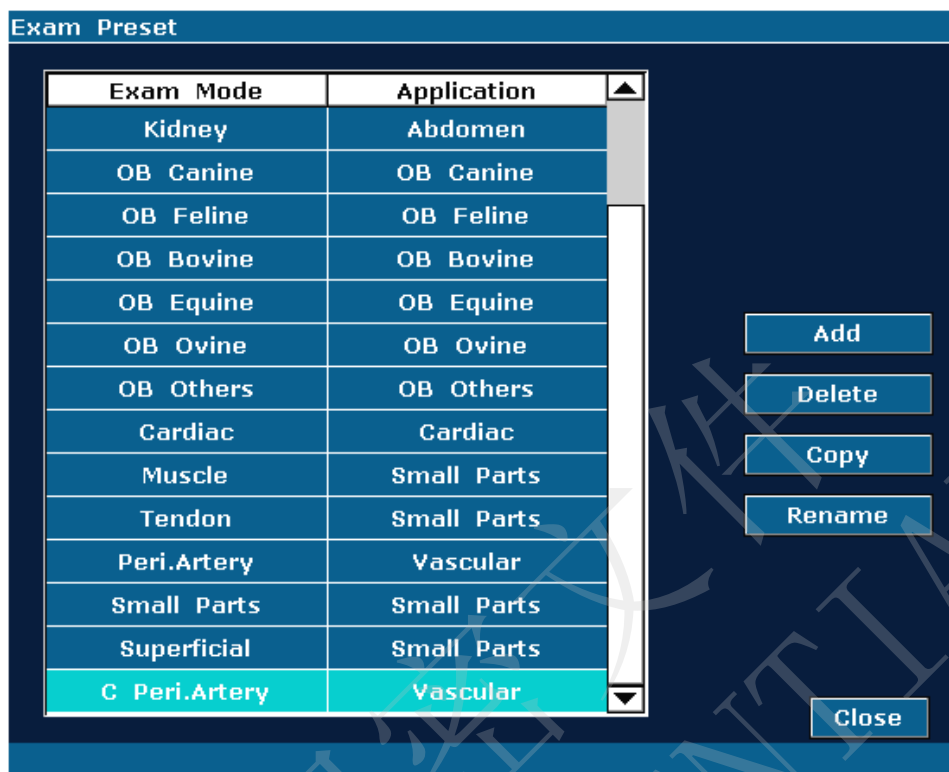 Exam Preset
Exam Mode Application
Kidney Abdomen
OB Canine OB Canine
OB Feline OB Feline
OB Bovine OB Bovine
OB Equine OB Equine
OB Ovine OB Ovine
OB Others OB Others
Cardiac Cardiac
Muscle Small Parts
Tendon Small Parts
Peri.Artery Vascular
Small Parts Small Parts
Superficial Small Parts
C Peri.Artery Vascular
Add
Delete
Copy
Rename
Close
密文件